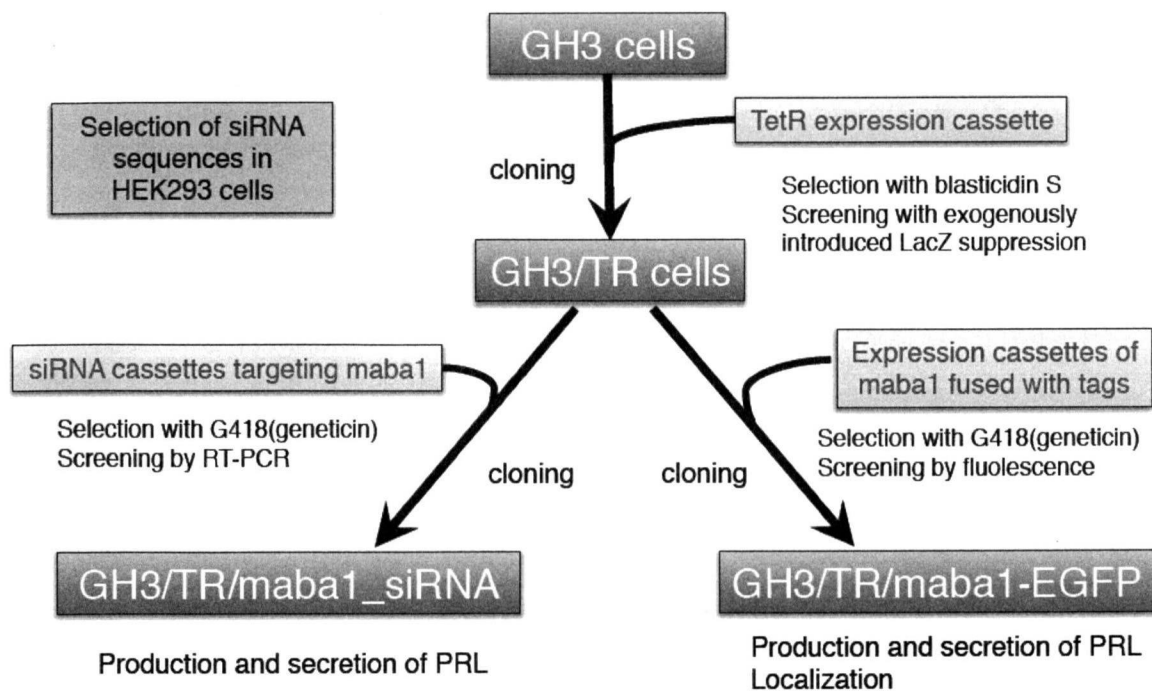 GH3 cells
Selection of siRNA
sequences in
HEK293 cells
TetR expression cassette
cloning
Selection with blasticidin S
Screening with exogenously
introduced LacZ suppression
GH3/TR cells
siRNA cassettes targeting maba1
Expression cassettes of
maba1 fused with tags
Selection with G418(geneticin)
Screening by RT-PCR
Selection with G418(geneticin)
Screening by fluolescence
cloning
cloning
GH3/TR/maba1_siRNA
GH3/TR/maba1-EGFP
Production and secretion of PRL
Production and secretion of PRL
Localization